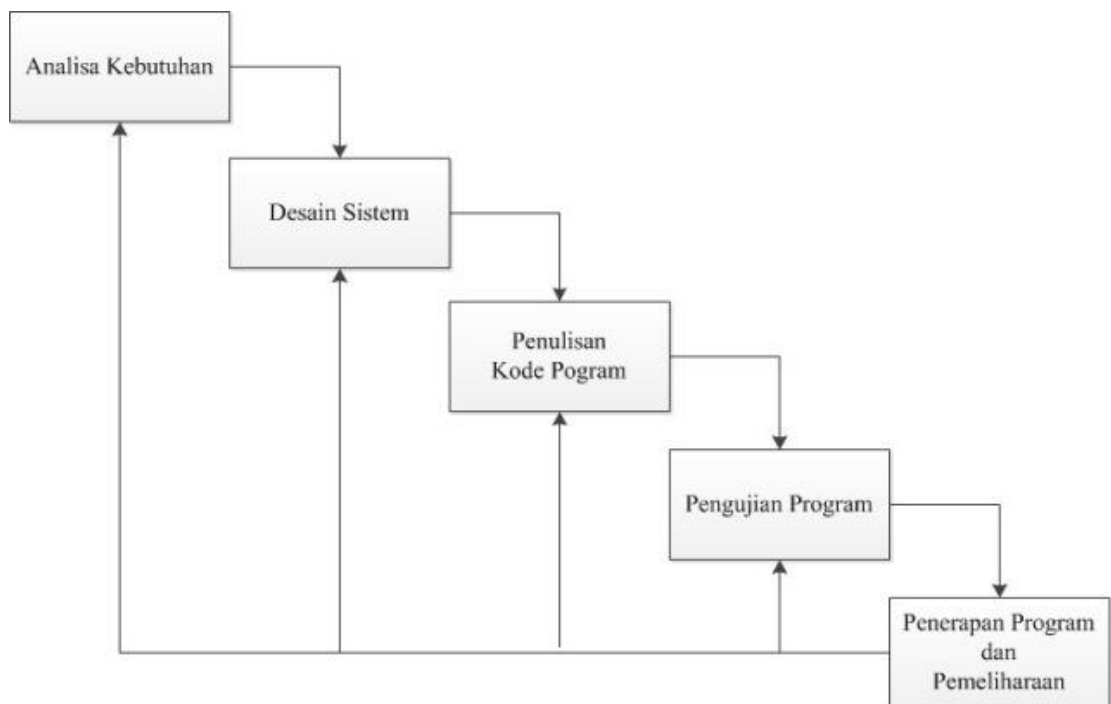 Analisa Kebutuhan
Desain Sistem
Penulisan
Kode Pogram
Pengujian Program
Penerapan Program
dan
Pemeliharaan